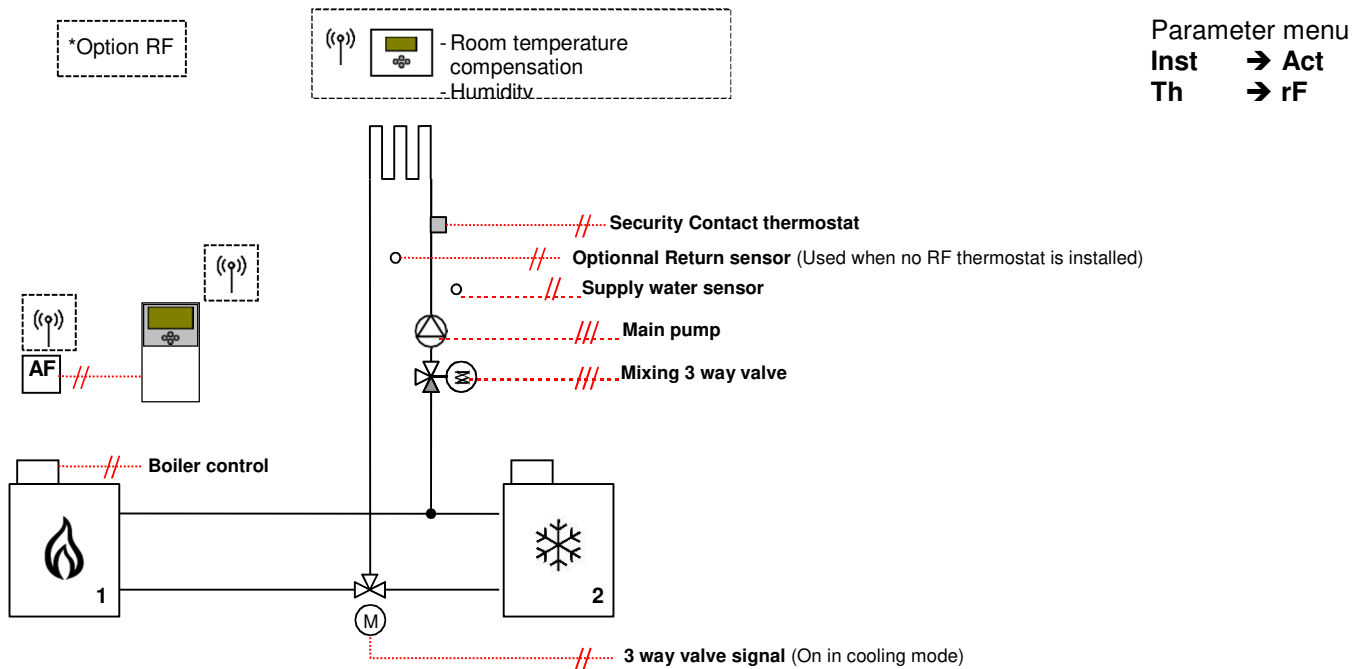 *Option RF
- Room temperature
compensation
- Humidity
Parameter menu
Inst ➔ Act
Th ➔ rF
Security Contact thermostat
Optionnal Return sensor (Used when no RF thermostat is installed)
Supply water sensor
Main pump
Mixing 3 way valve
AF
Boiler control
1
2
M
3 way valve signal (On in cooling mode)